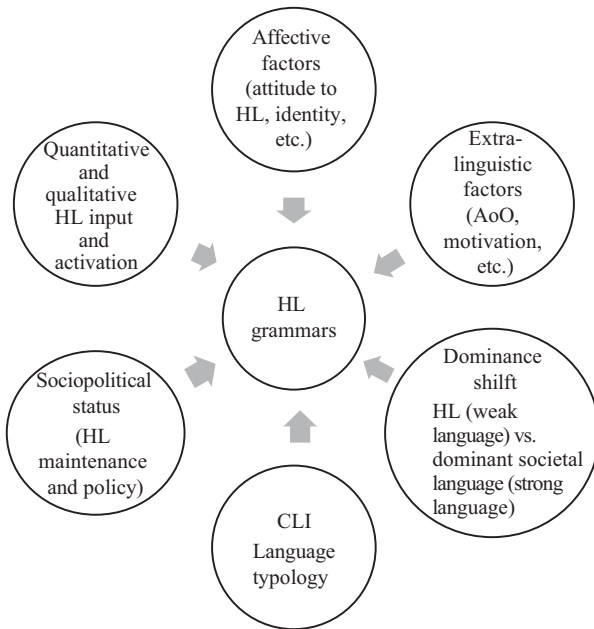 Affective
factors
(attitude to
HL, identity,
etc.)
Quantitative
and
qualitative
HL input
and
activation
Extra-
linguistic
factors
(AoO,
motivation,
etc.)
HL
grammars
Sociopolitical
status
(HL
maintenance
and policy)
Dominance
shilft
HL (weak
language) vs.
dominant societal
language (strong
language)
CLI
Language
typology